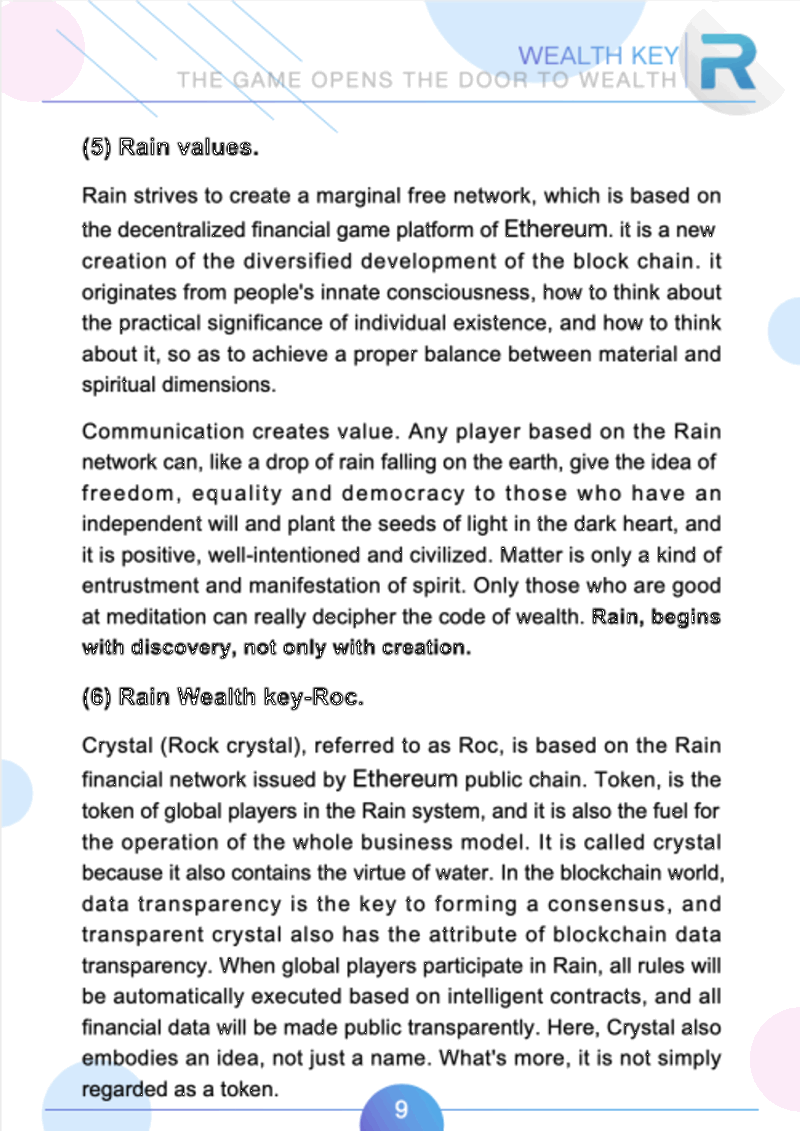 WEALTH KEY
THE GAME OPENS THE DOOR TO WEALTH
R
(5) Rain values.
Rain strives to create a marginal free network, which is based on
the decentralized financial game platform of Ethereum. it is a new
creation of the diversified development of the block chain. it
originates from people's innate consciousness, how to think about
the practical significance of individual existence, and how to think
about it, so as to achieve a proper balance between material and
spiritual dimensions.
Communication creates value. Any player based on the Rain
network can, like a drop of rain falling on the earth, give the idea of
freedom, equality and democracy to those who have an
independent will and plant the seeds of light in the dark heart, and
it is positive, well-intentioned and civilized. Matter is only a kind of
entrustment and manifestation of spirit. Only those who are good
at meditation can really decipher the code of wealth. Rain, begins
with discovery, not only with creation.
(6) Rain Wealth key-Roc.
Crystal (Rock crystal), referred to as Roc, is based on the Rain
financial network issued by Ethereum public chain. Token, is the
token of global players in the Rain system, and it is also the fuel for
the operation of the whole business model. It is called crystal
because it also contains the virtue of water. In the blockchain world,
data transparency is the key to forming a consensus, and
transparent crystal also has the attribute of blockchain data
transparency. When global players participate in Rain, all rules will
be automatically executed based on intelligent contracts, and all
financial data will be made public transparently. Here, Crystal also
embodies an idea, not just a name. What's more, it is not simply
regarded as a token.
9